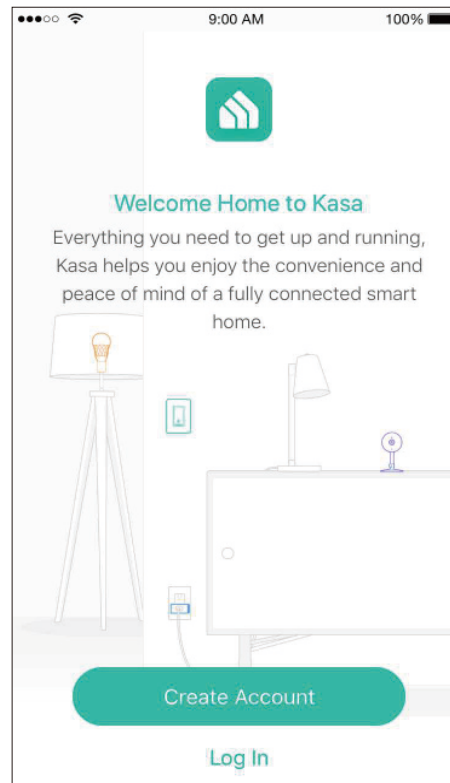 9:00 AM 100%
Welcome Home to Kasa
Everything you need to get up and running,
Kasa helps you enjoy the convenience and
peace of mind of a fully connected smart
home.
Create Account
Log In